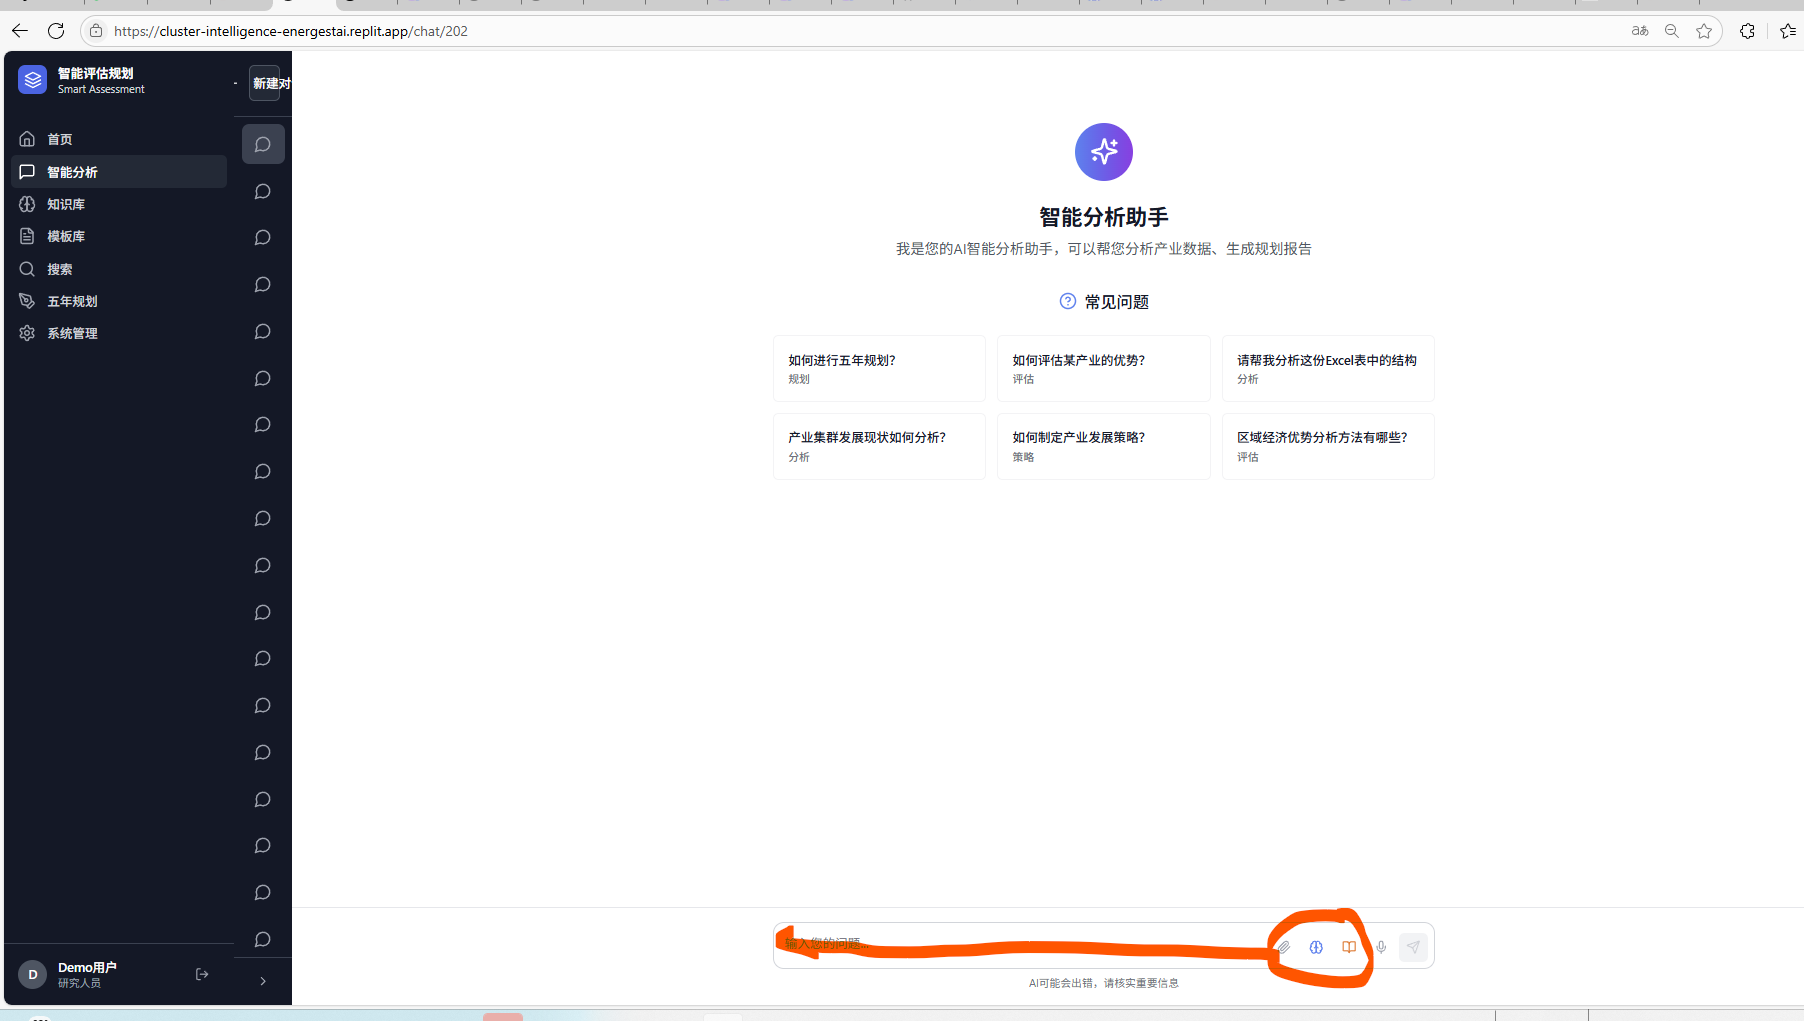 https://cluster-intelligence-energestai.replit.app/chat/202
智能评估规划
Smart Assessment
新建对
首页
智能分析
知识库
模板库
搜索
五年规划
系统管理
智能分析助手
我是您的AI智能分析助手，可以帮您分析产业数据、生成规划报告
常见问题
如何进行五年规划？
规划
如何评估某产业的优势？
评估
请帮我分析这份Excel表中的结构
分析
产业集群发展现状如何分析？
分析
如何制定产业发展策略？
策略
区域经济优势分析方法有哪些？
评估
输入您的问题...
AI可能会出错，请核实重要信息
D
Demo用户
研究人员